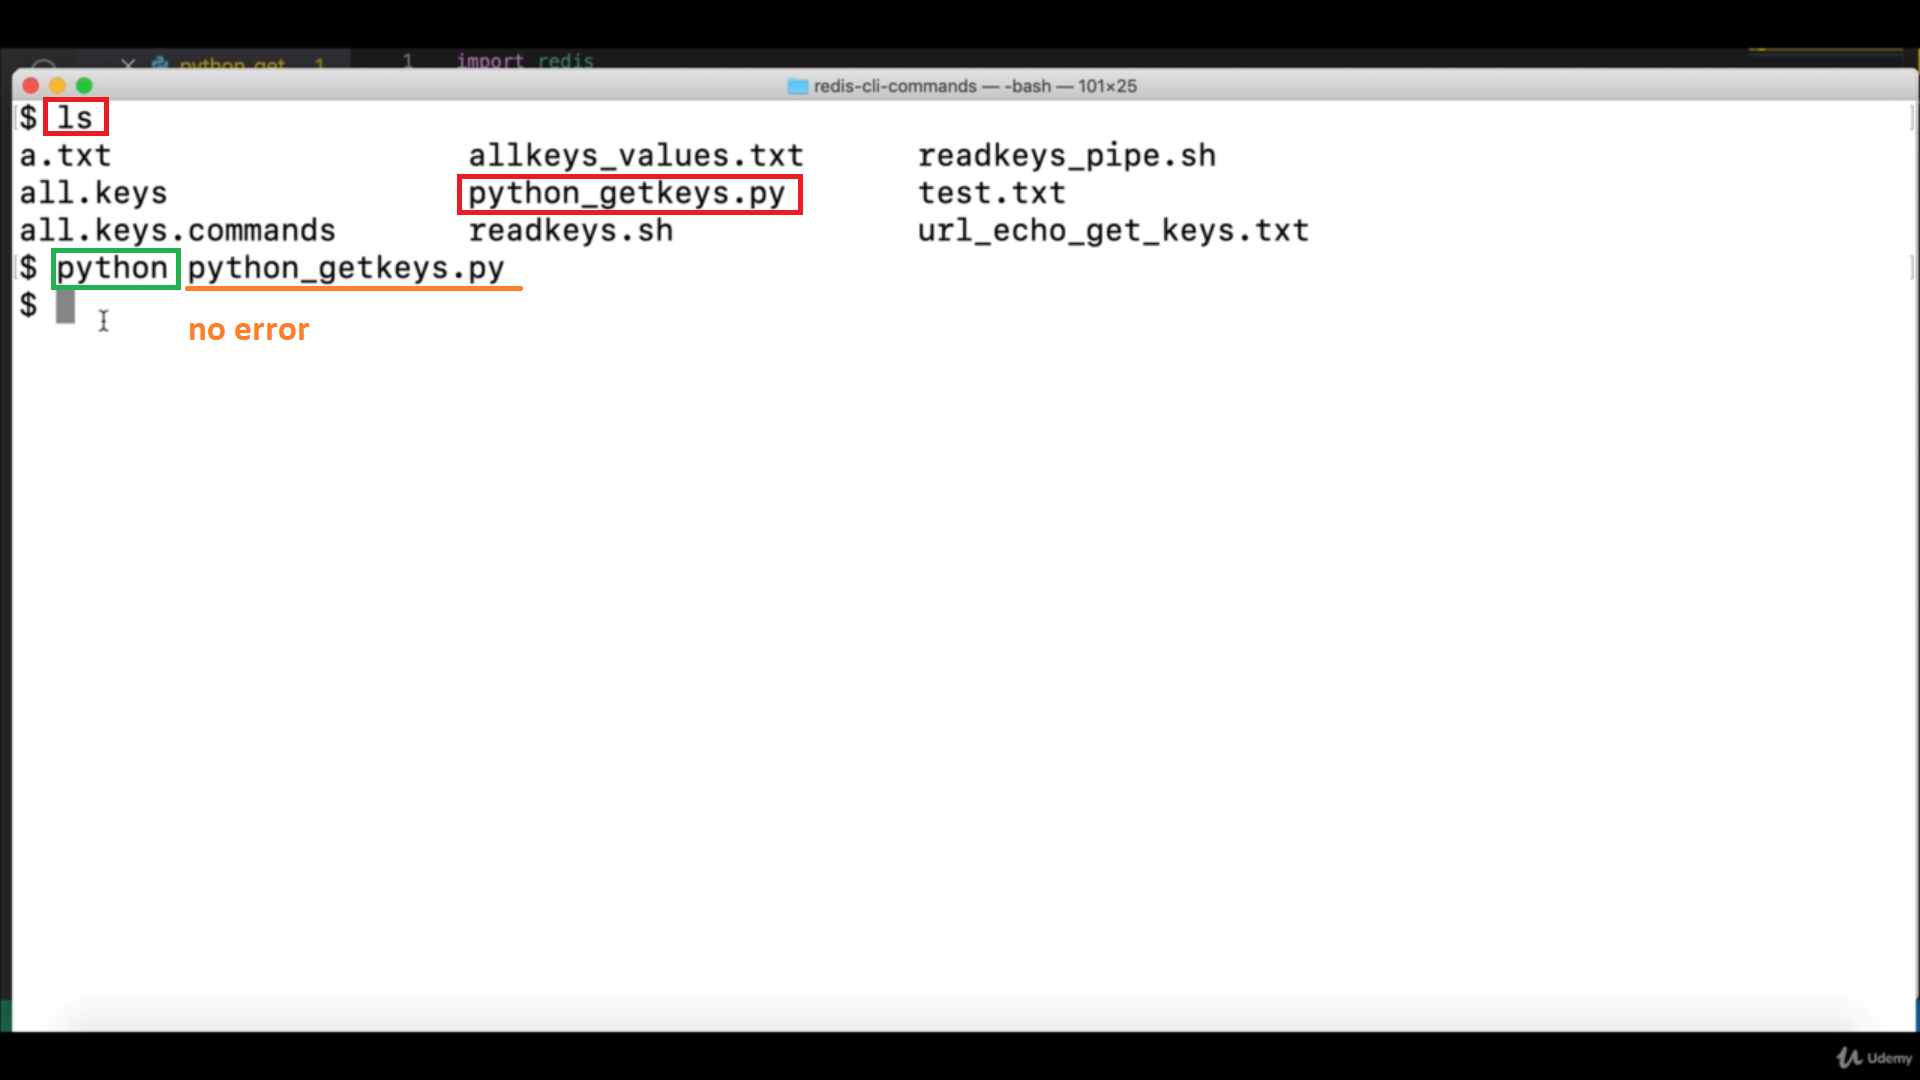 python_get 1 1 import redis
redis-cli-commands — -bash — 101×25
$ ls
a.txt allkeys_values.txt readkeys_pipe.sh
all.keys python_getkeys.py test.txt
all.keys.commands readkeys.sh url_echo_get_keys.txt
$ python python_getkeys.py
$
no error
Udemy